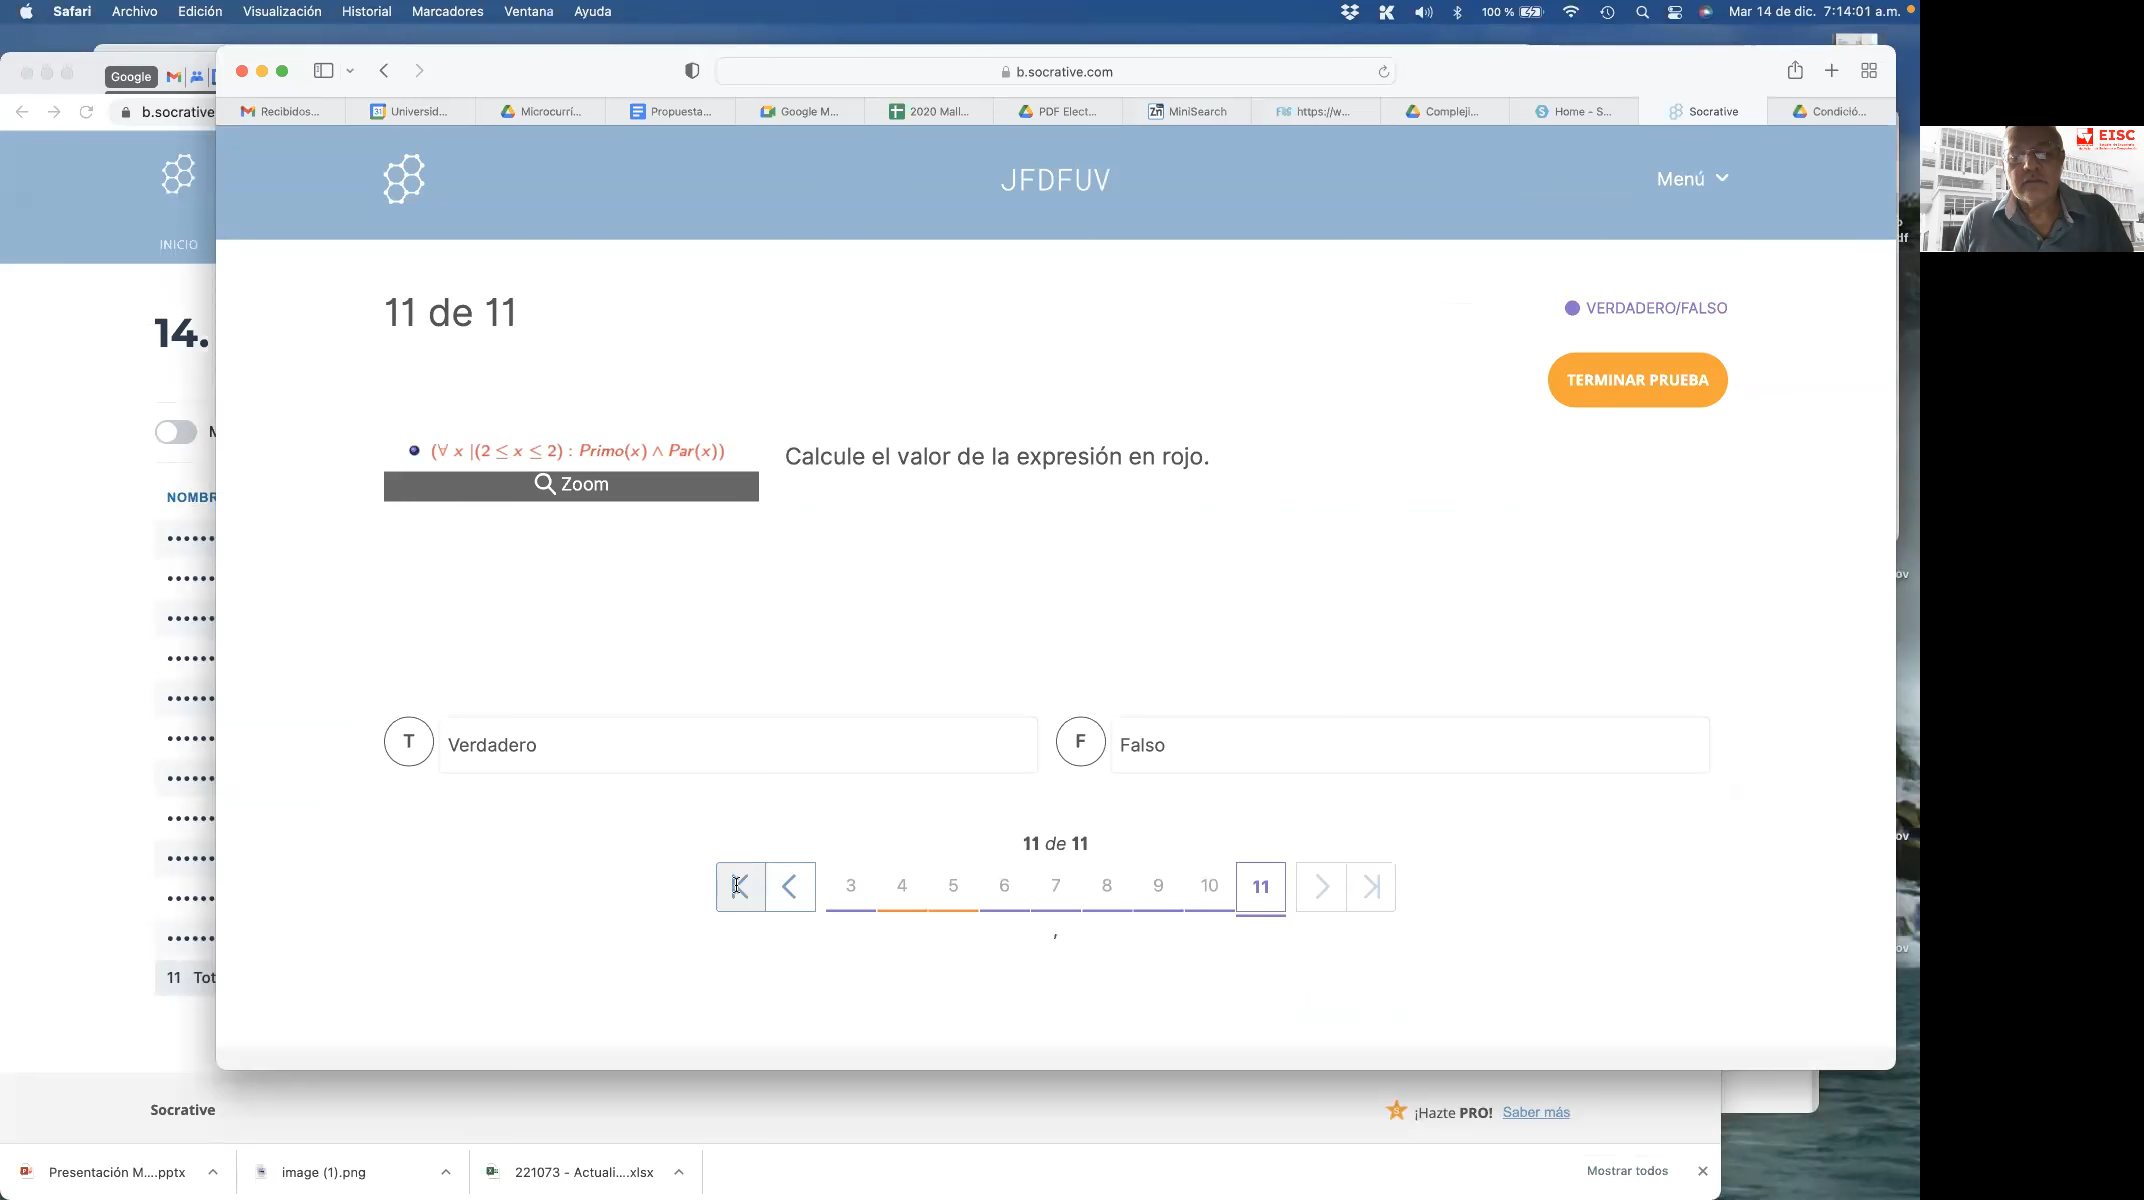 Safari Archivo Edición Visualización Historial Marcadores Ventana Ayuda
100 % Mar 14 de dic. 7:14:01 a.m.
Google
b.socrative
b.socrative.com
Recibidos... Universid... Microcurrí... Propuesta... Google M... 2020 Mall... PDF Elect... MiniSearch https://w... Compleji... Home - S... Socrative Condició...
EISC
INICIO
JFDFUV
Menú
14.
11 de 11
VERDADERO/FALSO
TERMINAR PRUEBA
(∀ x |(2 ≤ x ≤ 2) : Primo(x) ∧ Par(x))
Calcule el valor de la expresión en rojo.
Zoom
NOMBR
T Verdadero
F Falso
11 de 11
3 4 5 6 7 8 9 10 11
,
11 Tot
Socrative
¡Hazte PRO! Saber más
Presentación M....pptx
image (1).png
221073 - Actuali....xlsx
Mostrar todos